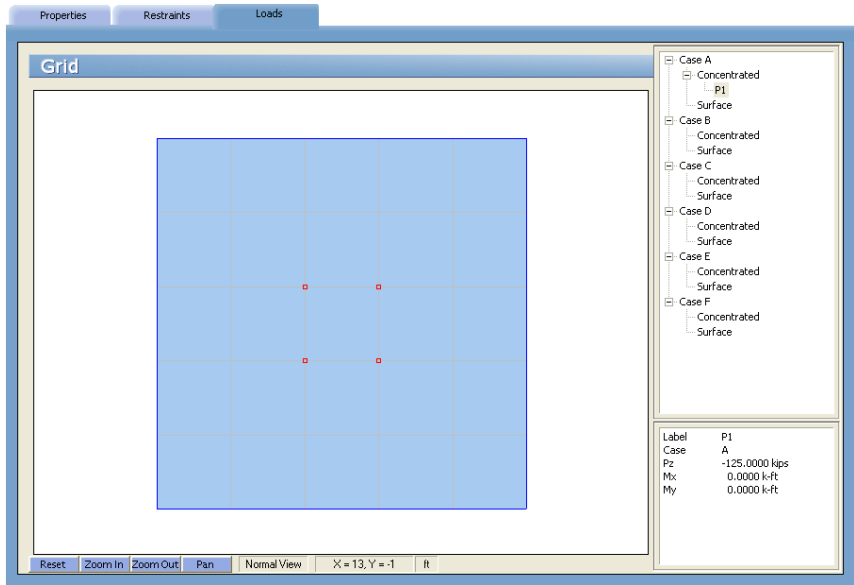 Properties Restraints Loads
Grid
Case A
Concentrated
P1
Surface
Case B
Concentrated
Surface
Case C
Concentrated
Surface
Case D
Concentrated
Surface
Case E
Concentrated
Surface
Case F
Concentrated
Surface
Label P1
Case A
Pz -125.0000 kips
Mx 0.0000 k-ft
My 0.0000 k-ft
Reset Zoom In Zoom Out Pan Normal View X = 13, Y = -1 ft